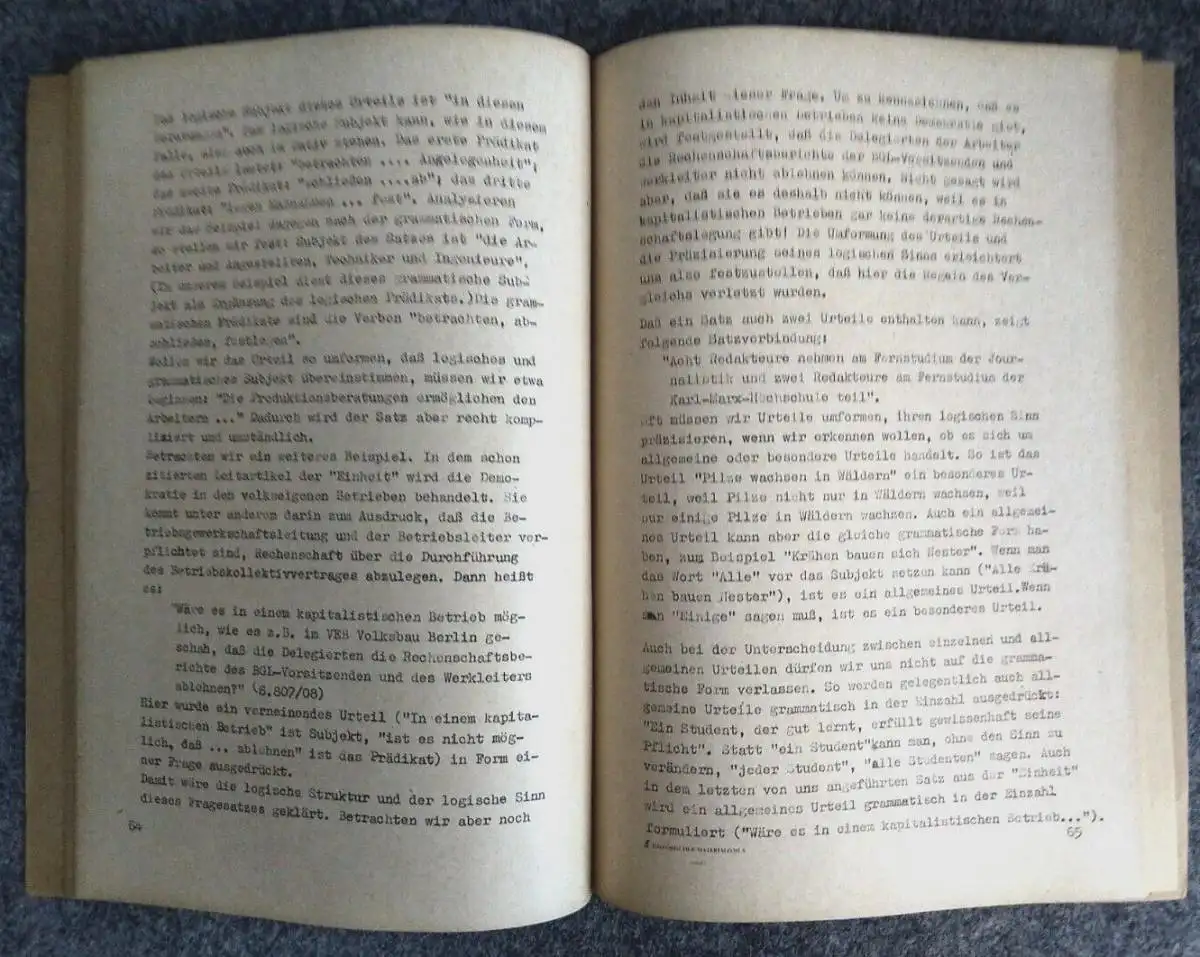 Das logische Subjekt dieses Urteils ist "in diesen
Beratungen". Das logische Subjekt kann, wie in diesem
Falle, also auch im Dativ stehen. Das erste Prädikat
des Urteils lautet: "betrachten .... Angelegenheit";
das zweite Prädikat: "schließen ....ab"; das dritte
Prädikat: "legen Maßnahmen ... fest". Analysieren
wir das Beispiel dagegen nach der grammatischen Form,
so stellen wir fest: Subjekt des Satzes ist "die Ar-
beiter und Angestellten, Techniker und Ingenieure".
(In unserem Beispiel dient dieses grammatische Sub-
jekt als Ergänzung des logischen Prädikats.)Die gram-
matischen Prädikate sind die Verben "betrachten, ab-
schließen, festlegen".
Wollen wir das Urteil so umformen, daß logisches und
grammatisches Subjekt übereinstimmen, müssen wir etwa
beginnen: "Die Produktionsberatungen ermöglichen den
Arbeitern ..." Dadurch wird der Satz aber recht komp-
liziert und umständlich.
Betrachten wir ein weiteres Beispiel. In dem schon
zitierten Leitartikel der "Einheit" wird die Demo-
kratie in den volkseigenen Betrieben behandelt. Sie
kommt unter anderem darin zum Ausdruck, daß die Be-
triebsgewerkschaftsleitung und der Betriebsleiter ver-
pflichtet sind, Rechenschaft über die Durchführung
des Betriebskollektivvertrages abzulegen. Dann heißt
es:
"Wäre es in einem kapitalistischen Betrieb mög-
lich, wie es z.B. im VEB Volksbau Berlin ge-
schah, daß die Delegierten die Rechenschaftsbe-
richte des BGL-Vorsitzenden und des Werkleiters
ablehnen?" (S.807/08)
Hier wurde ein verneinendes Urteil ("In einem kapita-
listischen Betrieb" ist Subjekt, "ist es nicht mög-
lich, daß ... ablehnen" ist das Prädikat) in Form ei-
ner Frage ausgedrückt.
Damit wäre die logische Struktur und der logische Sinn
dieses Fragesatzes geklärt. Betrachten wir aber noch
64
den Inhalt dieser Frage. Um zu kennzeichnen, daß es
in kapitalistischen Betrieben keine Demokratie gibt,
wird festgestellt, daß die Delegierten der Arbeiter
die Rechenschaftsberichte der BGL-Vorsitzenden und
Werkleiter nicht ablehnen können. Nicht gesagt wird
aber, daß sie es deshalb nicht können, weil es in
kapitalistischen Betrieben gar keine derartige Rechen-
schaftslegung gibt! Die Umformung des Urteils und
die Präzisierung seines logischen Sinns erleichtert
uns also festzustellen, daß hier die Regeln des Ver-
gleichs verletzt wurden.
Daß ein Satz auch zwei Urteile enthalten kann, zeigt
folgende Satzverbindung:
"Acht Redakteure nehmen am Fernstudium der Jour-
nalistik und zwei Redakteure am Fernstudium der
Karl-Marx-Hochschule teil".
Oft müssen wir Urteile umformen, ihren logischen Sinn
präzisieren, wenn wir erkennen wollen, ob es sich um
allgemeine oder besondere Urteile handelt. So ist das
Urteil "Pilze wachsen in Wäldern" ein besonderes Ur-
teil, weil Pilze nicht nur in Wäldern wachsen, weil
nur einige Pilze in Wäldern wachsen. Auch ein allgemei-
nes Urteil kann aber die gleiche grammatische Form ha-
ben, zum Beispiel "Krähen bauen sich Nester". Wenn man
das Wort "Alle" vor das Subjekt setzen kann ("Alle Krä-
hen bauen Nester"), ist es ein allgemeines Urteil.Wenn
man "Einige" sagen muß, ist es ein besonderes Urteil.
Auch bei der Unterscheidung zwischen einzelnen und all-
gemeinen Urteilen dürfen wir uns nicht auf die gramma-
tische Form verlassen. So werden gelegentlich auch all-
gemeine Urteile grammatisch in der Einzahl ausgedrückt:
"Ein Student, der gut lernt, erfüllt gewissenhaft seine
Pflicht". Statt "ein Student"kann man, ohne den Sinn zu
verändern, "jeder Student", "alle Studenten" sagen. Auch
in dem letzten von uns angeführten Satz aus der "Einheit"
wird ein allgemeines Urteil grammatisch in der Einzahl
formuliert ("Wäre es in einem kapitalistischen Betrieb...").
65